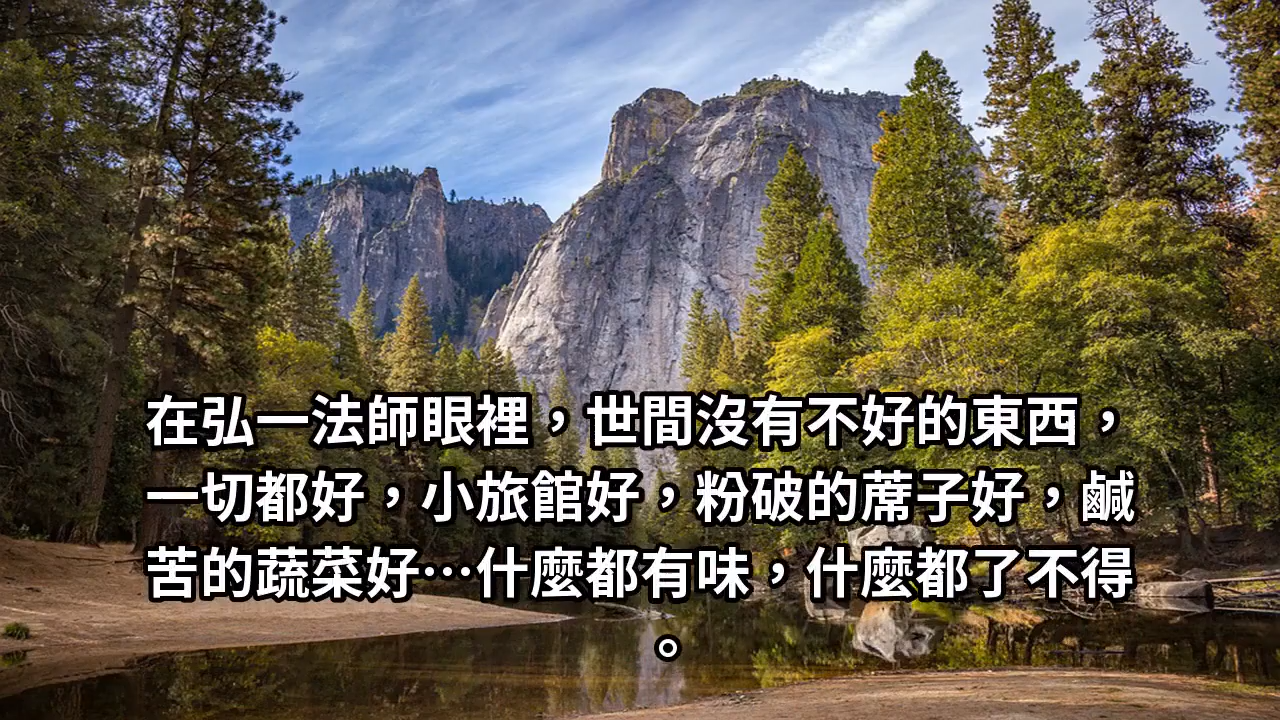 在弘一法師眼裡，世間沒有不好的東西，
一切都好，小旅館好，粉破的蓆子好，鹹
苦的蔬菜好…什麼都有味，什麼都了不得
。